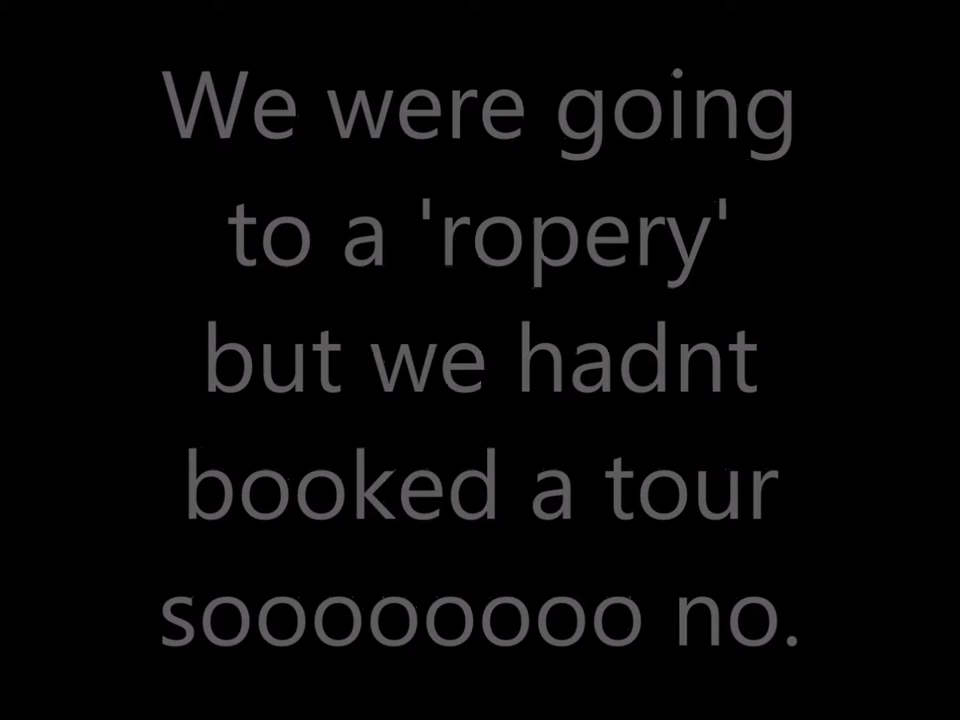 We were going
to a 'ropery'
but we hadnt
booked a tour
soooooooo no.